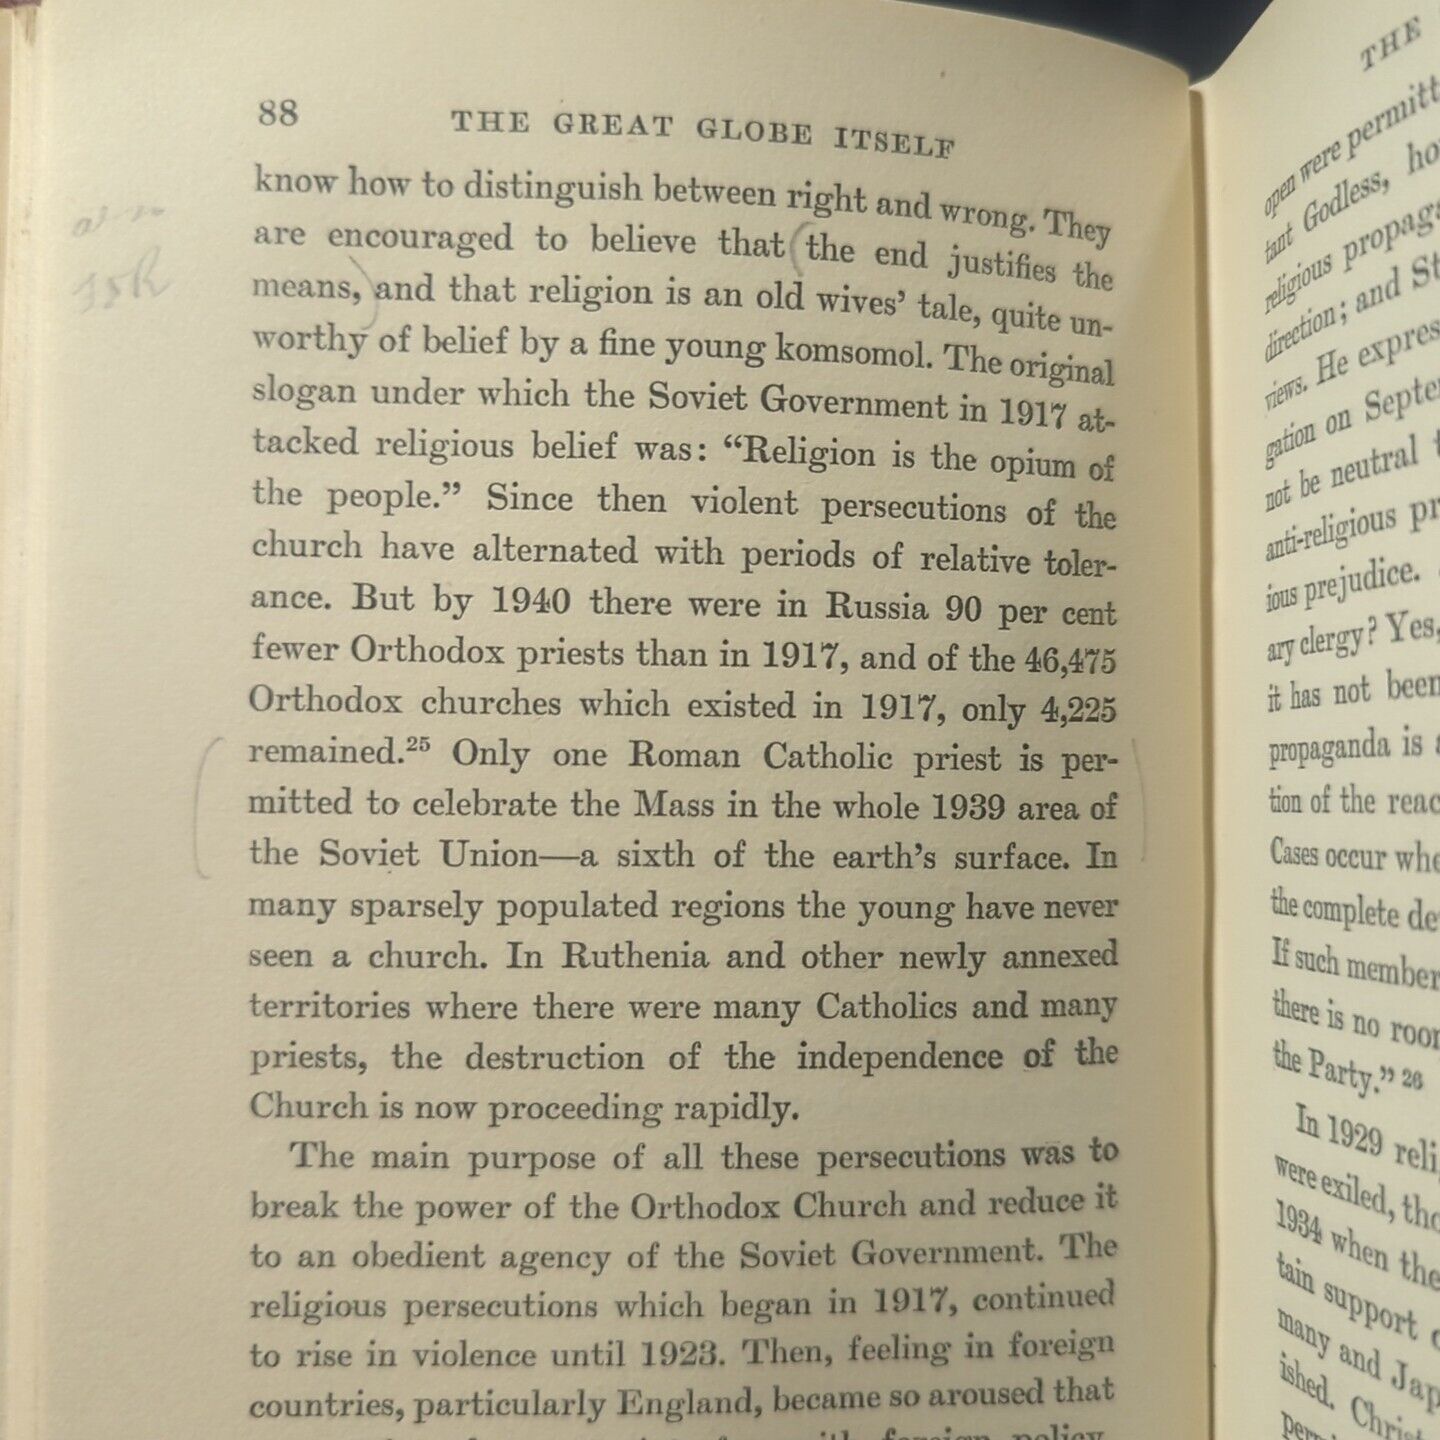 88 THE GREAT GLOBE ITSELF
know how to distinguish between right and wrong. They
are encouraged to believe that (the end justifies the
means,) and that religion is an old wives’ tale, quite un-
worthy of belief by a fine young komsomol. The original
slogan under which the Soviet Government in 1917 at-
tacked religious belief was: “Religion is the opium of
the people.” Since then violent persecutions of the
church have alternated with periods of relative toler-
ance. But by 1940 there were in Russia 90 per cent
fewer Orthodox priests than in 1917, and of the 46,475
Orthodox churches which existed in 1917, only 4,225
remained.25 Only one Roman Catholic priest is per-
mitted to celebrate the Mass in the whole 1939 area of
the Soviet Union—a sixth of the earth’s surface. In
many sparsely populated regions the young have never
seen a church. In Ruthenia and other newly annexed
territories where there were many Catholics and many
priests, the destruction of the independence of the
Church is now proceeding rapidly.
The main purpose of all these persecutions was to
break the power of the Orthodox Church and reduce it
to an obedient agency of the Soviet Government. The
religious persecutions which began in 1917, continued
to rise in violence until 1923. Then, feeling in foreign
countries, particularly England, became so aroused that
foreign policy,
THE
open were permitt
tant Godless, ho
religious propaga
direction; and St
views. He expres
gation on Septe
not be neutral
anti-religious pr
ious prejudice.
ary clergy? Yes,
it has not been
propaganda is a
tion of the reac
Cases occur whe
the complete de
If such member
there is no roo
the Party.” 26
In 1929 reli
were exiled, tho
1934 when the
tain support
many and Jap
ished. Christ